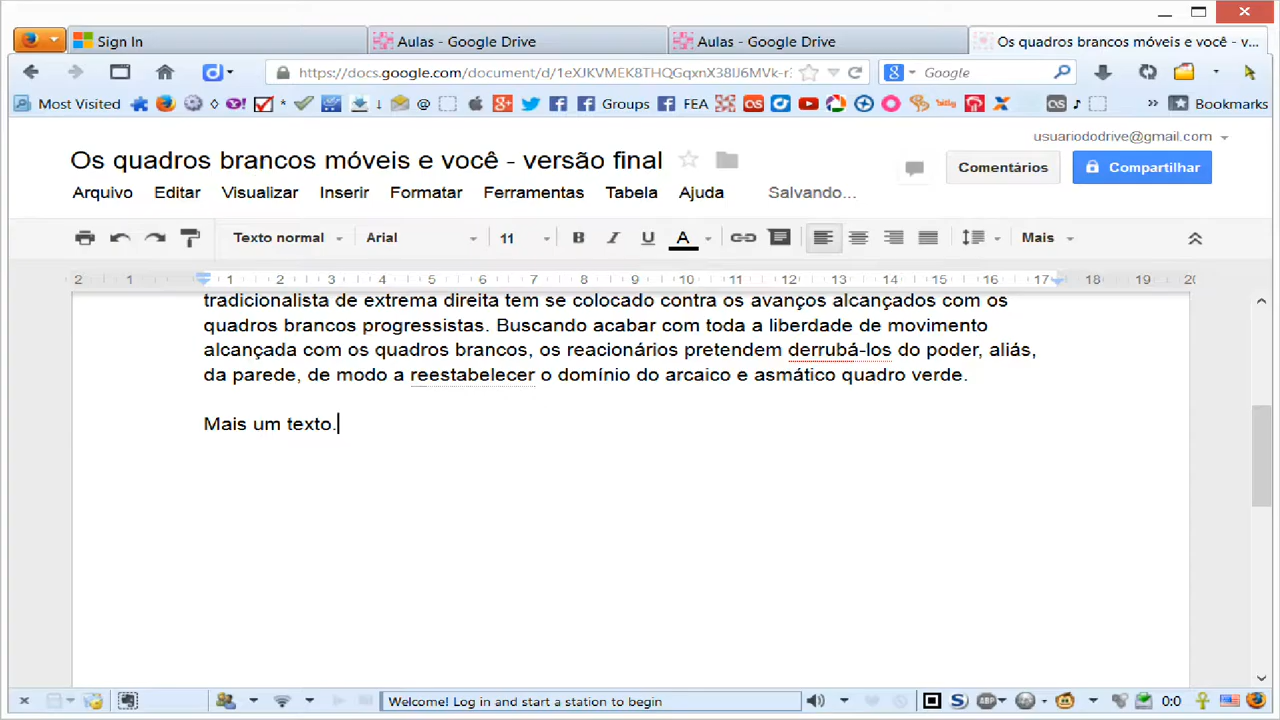 Sign In
Aulas - Google Drive
Aulas - Google Drive
Os quadros brancos móveis e você - v...
https://docs.google.com/document/d/1eXJKVMEK8THQGqxnX38IJ6MVk-r:
Google
Most Visited
Groups
FEA
Bookmarks
usuariododrive@gmail.com
Os quadros brancos móveis e você - versão final
Comentários
Compartilhar
Arquivo Editar Visualizar Inserir Formatar Ferramentas Tabela Ajuda Salvando...
Texto normal Arial 11 B I U A Mais
2 1 1 2 3 4 5 6 7 8 9 10 11 12 13 14 15 16 17 18 19 20
tradicionalista de extrema direita tem se colocado contra os avanços alcançados com os
quadros brancos progressistas. Buscando acabar com toda a liberdade de movimento
alcançada com os quadros brancos, os reacionários pretendem derrubá-los do poder, aliás,
da parede, de modo a reestabelecer o domínio do arcaico e asmático quadro verde.
Mais um texto.
Welcome! Log in and start a station to begin
ABP
0:0